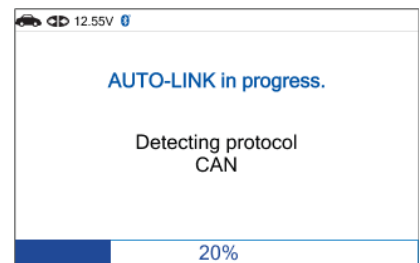 12.55V
AUTO-LINK in progress.
Detecting protocol
CAN
20%